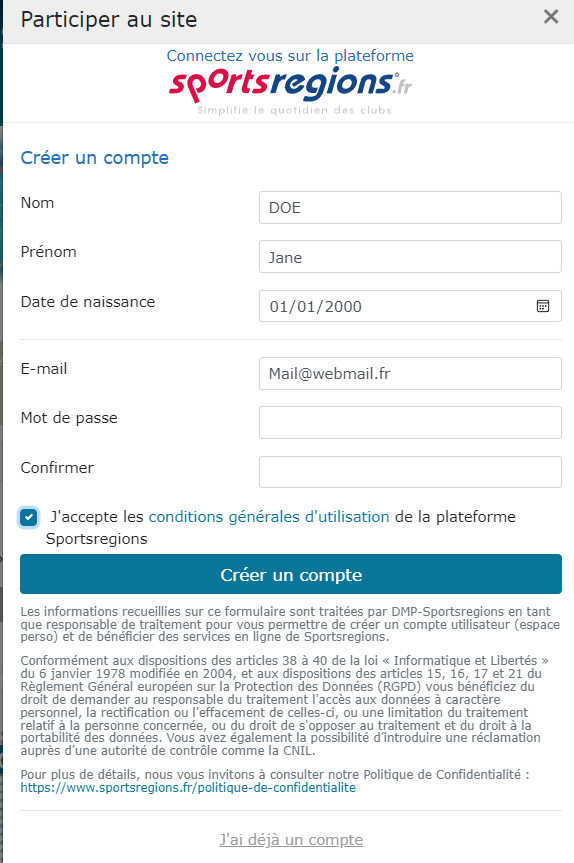 Participer au site
Connectez vous sur la plateforme
sportsregions.fr
Simplifie le quotidien des clubs
Créer un compte
Nom
DOE
Prénom
Jane
Date de naissance
01/01/2000
E-mail
Mail@webmail.fr
Mot de passe
Confirmer
J'accepte les conditions générales d'utilisation de la plateforme
Sportsregions
Créer un compte
Les informations recueillies sur ce formulaire sont traitées par DMP-Sportsregions en tant
que responsable de traitement pour vous permettre de créer un compte utilisateur (espace
perso) et de bénéficier des services en ligne de Sportsregions.
Conformément aux dispositions des articles 38 à 40 de la loi « Informatique et Libertés »
du 6 janvier 1978 modifiée en 2004, et aux dispositions des articles 15, 16, 17 et 21 du
Règlement Général européen sur la Protection des Données (RGPD) vous bénéficiez du
droit de demander au responsable du traitement l'accès aux données à caractère
personnel, la rectification ou l'effacement de celles-ci, ou une limitation du traitement
relatif à la personne concernée, ou du droit de s'opposer au traitement et du droit à la
portabilité des données. Vous avez également la possibilité d’introduire une réclamation
auprès d’une autorité de contrôle comme la CNIL.
Pour plus de détails, nous vous invitons à consulter notre Politique de Confidentialité :
https://www.sportsregions.fr/politique-de-confidentialite
J'ai déjà un compte